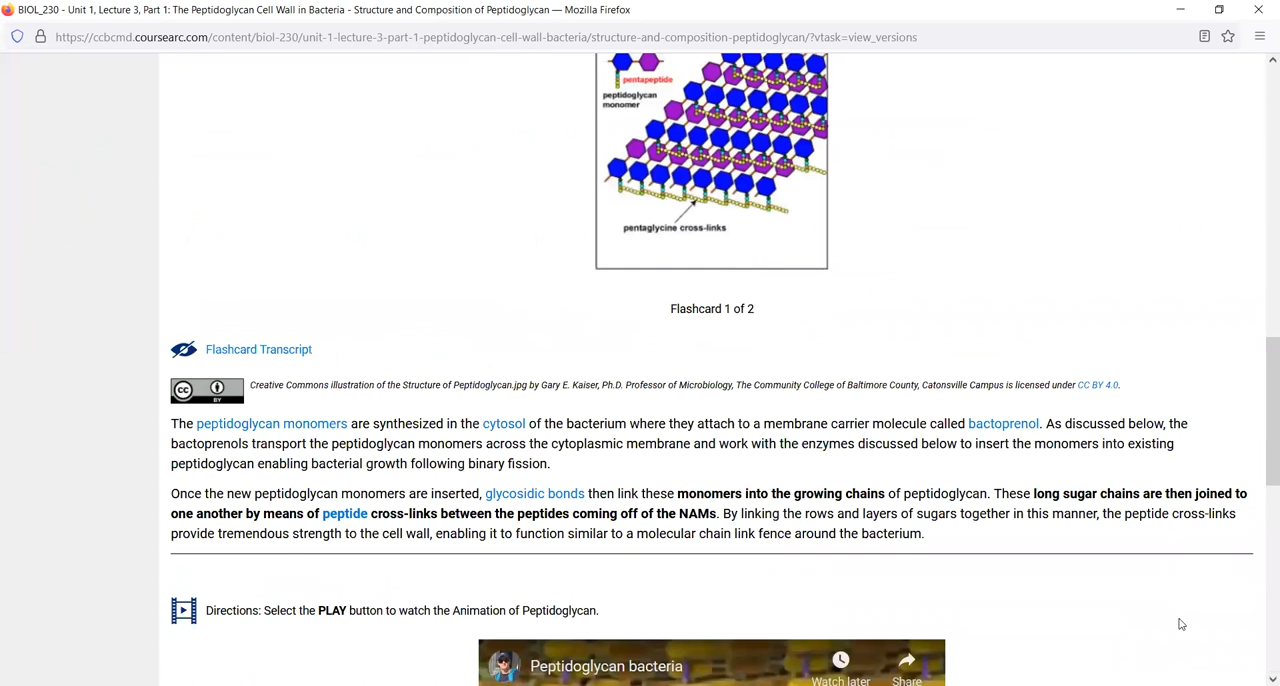 BIOL_230 - Unit 1, Lecture 3, Part 1: The Peptidoglycan Cell Wall in Bacteria - Structure and Composition of Peptidoglycan — Mozilla Firefox
https://ccbcmd.coursearc.com/content/biol-230/unit-1-lecture-3-part-1-peptidoglycan-cell-wall-bacteria/structure-and-composition-peptidoglycan/?vtask=view_versions
pentapeptide
peptidoglycan
monomer
pentaglycine cross-links
Flashcard 1 of 2
Flashcard Transcript
cc BY
Creative Commons illustration of the Structure of Peptidoglycan.jpg by Gary E. Kaiser, Ph.D. Professor of Microbiology, The Community College of Baltimore County, Catonsville Campus is licensed under CC BY 4.0.
The peptidoglycan monomers are synthesized in the cytosol of the bacterium where they attach to a membrane carrier molecule called bactoprenol. As discussed below, the
bactoprenols transport the peptidoglycan monomers across the cytoplasmic membrane and work with the enzymes discussed below to insert the monomers into existing
peptidoglycan enabling bacterial growth following binary fission.
Once the new peptidoglycan monomers are inserted, glycosidic bonds then link these monomers into the growing chains of peptidoglycan. These long sugar chains are then joined to
one another by means of peptide cross-links between the peptides coming off of the NAMs. By linking the rows and layers of sugars together in this manner, the peptide cross-links
provide tremendous strength to the cell wall, enabling it to function similar to a molecular chain link fence around the bacterium.
Directions: Select the PLAY button to watch the Animation of Peptidoglycan.
Peptidoglycan bacteria
Watch later Share